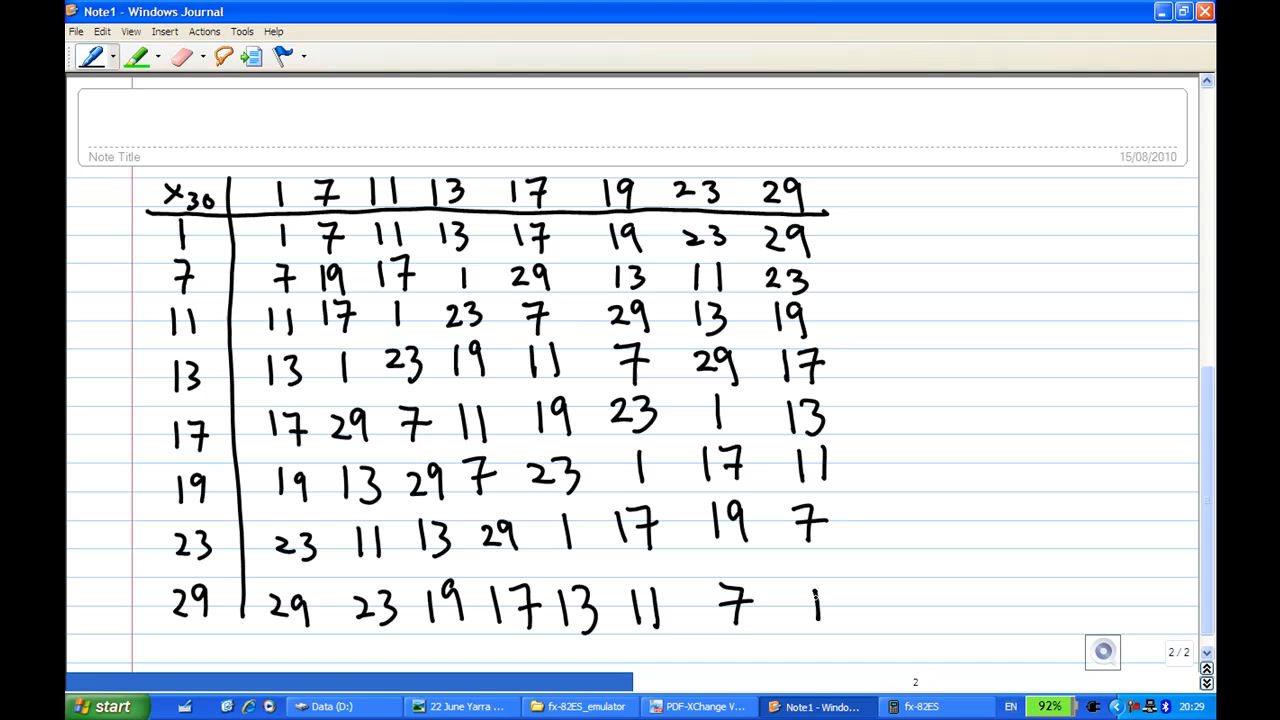 Note1 - Windows Journal
File Edit View Insert Actions Tools Help
Note Title
15/08/2010
×30 1 7 11 13 17 19 23 29
1 1 7 11 13 17 19 23 29
7 7 19 17 1 29 13 11 23
11 11 17 1 23 7 29 13 19
13 13 1 23 19 11 7 29 17
17 17 29 7 11 19 23 1 13
19 19 13 29 7 23 1 17 11
23 23 11 13 29 1 17 19 7
29 29 23 19 17 13 11 7 1
2 / 2
2
start Data (D:) 22 June Yarra ... fx-82ES_emulator PDF-XChange V... Note1 - Windo... fx-82ES EN 92% 20:29